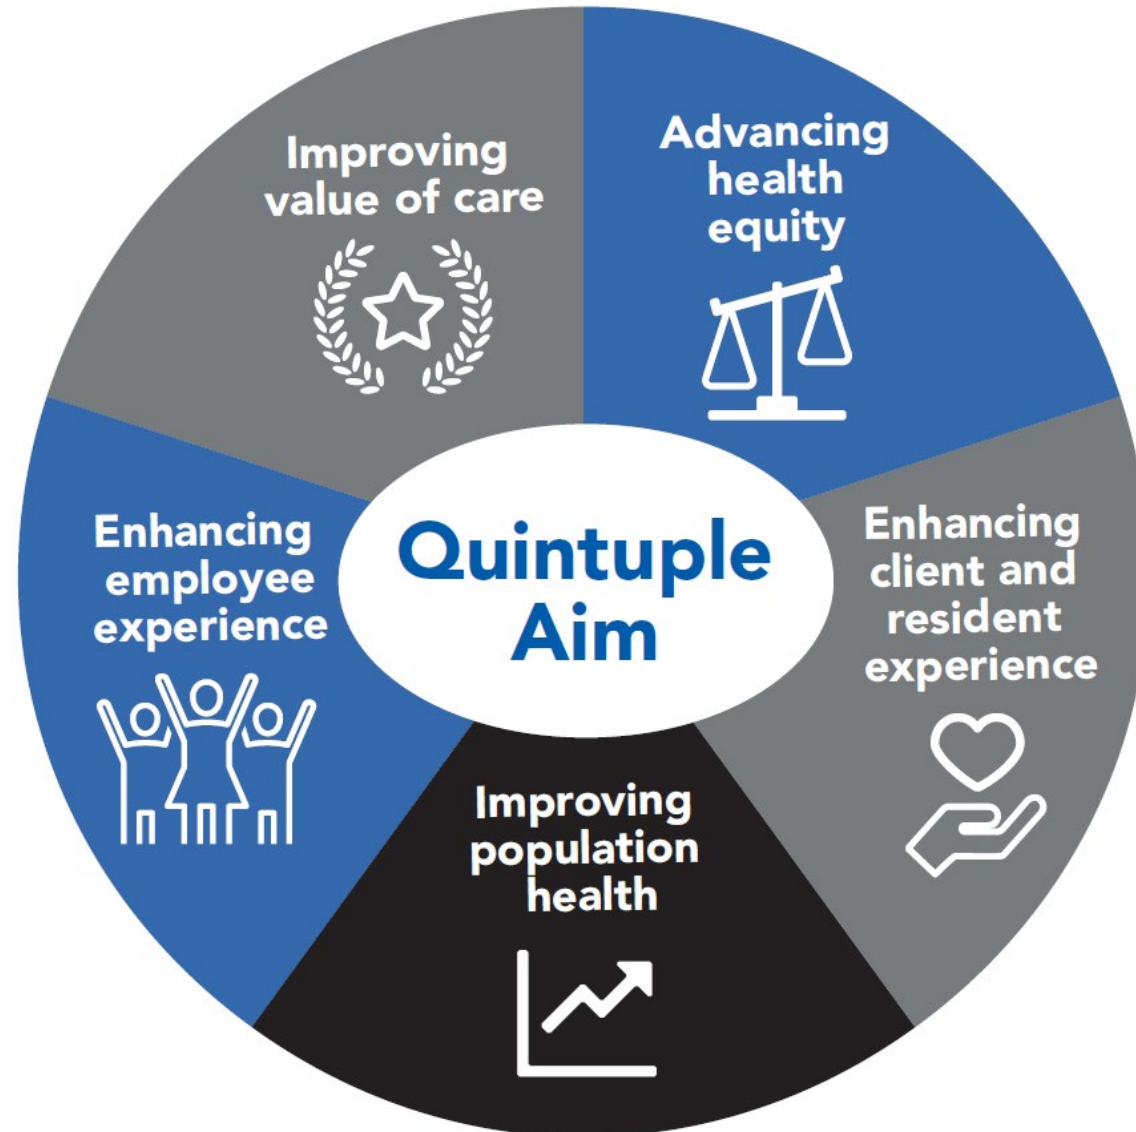 Improving
value of care
Advancing
health
equity
Enhancing
employee
experience
Quintuple
Aim
Enhancing
client and
resident
experience
Improving
population
health